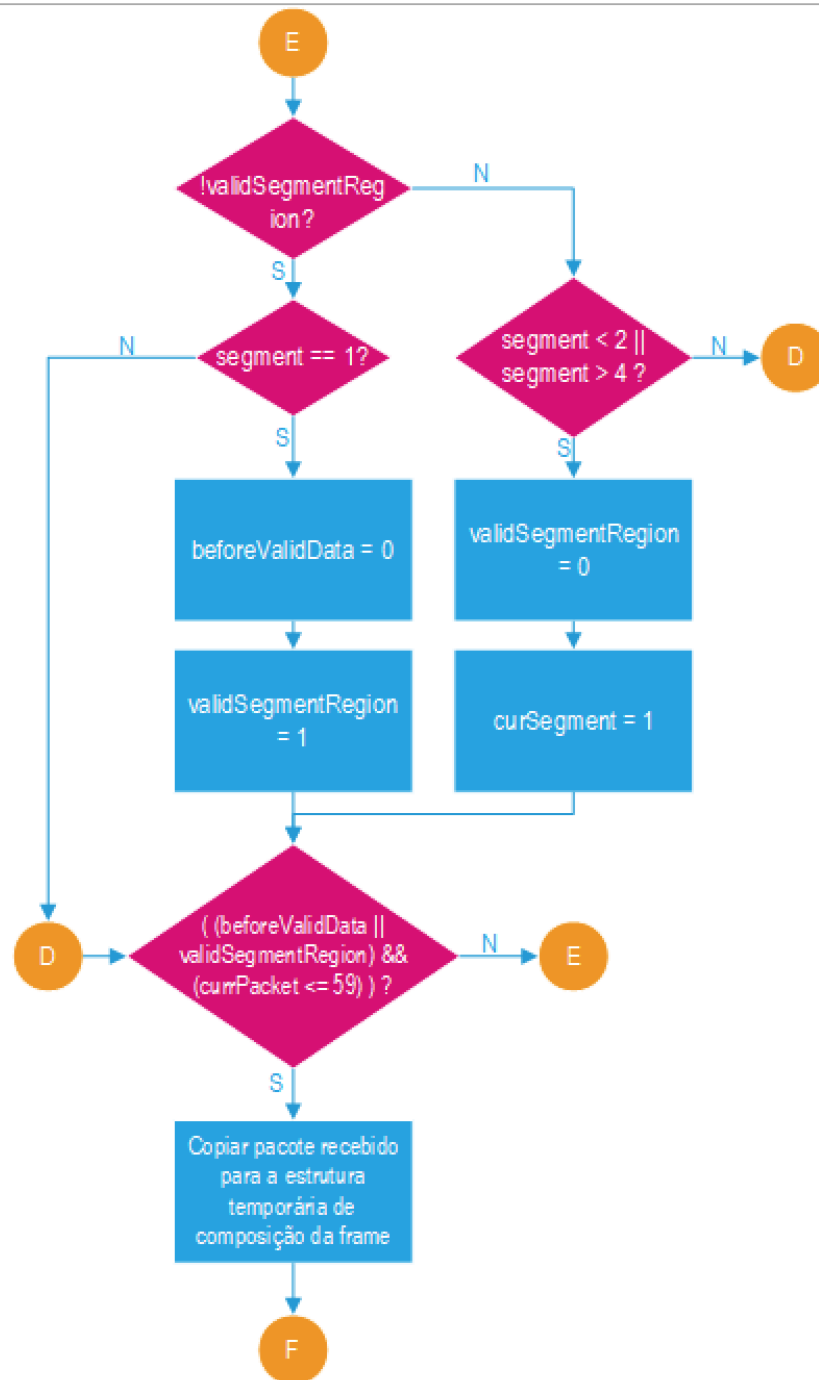 E
!validSegmentReg
ion?
N
S
segment == 1?
N
segment < 2 ||
segment > 4 ?
N
D
S
S
beforeValidData = 0
validSegmentRegion
= 0
validSegmentRegion
= 1
curSegment = 1
D
( (beforeValidData ||
validSegmentRegion) &&
(currPacket <= 59) ) ?
N
E
S
Copiar pacote recebido
para a estrutura
temporária de
composição da frame
F